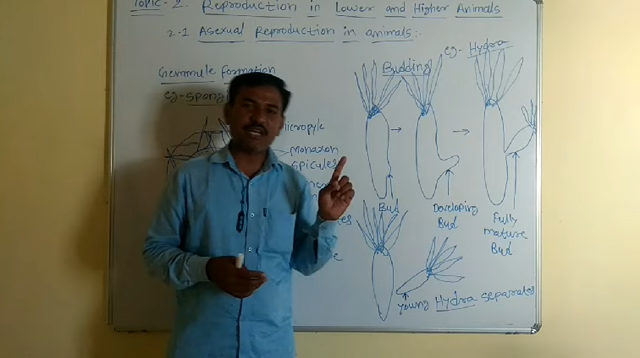 Topic-2. Reproduction in Lower and Higher Animals
2.1 Asexual Reproduction in animals:-
Gemmule Formation
eg- Spong
Micropyle
Monaxon
Spicules
Budding
eg- Hydra
Bud
Developing
Bud
Fully
mature
Bud
Young Hydra separates